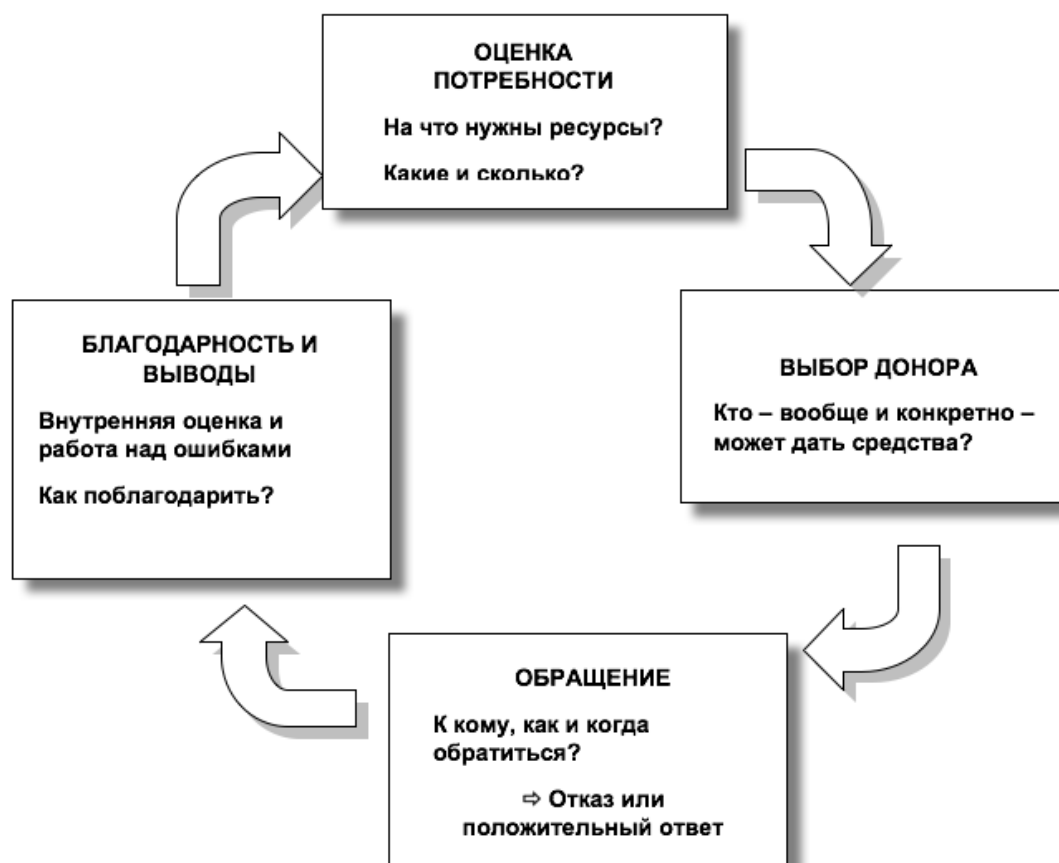 ОЦЕНКА
ПОТРЕБНОСТИ
На что нужны ресурсы?
Какие и сколько?
ВЫБОР ДОНОРА
Кто – вообще и конкретно –
может дать средства?
ОБРАЩЕНИЕ
К кому, как и когда
обратиться?
⇨ Отказ или
положительный ответ
БЛАГОДАРНОСТЬ И
ВЫВОДЫ
Внутренняя оценка и
работа над ошибками
Как поблагодарить?